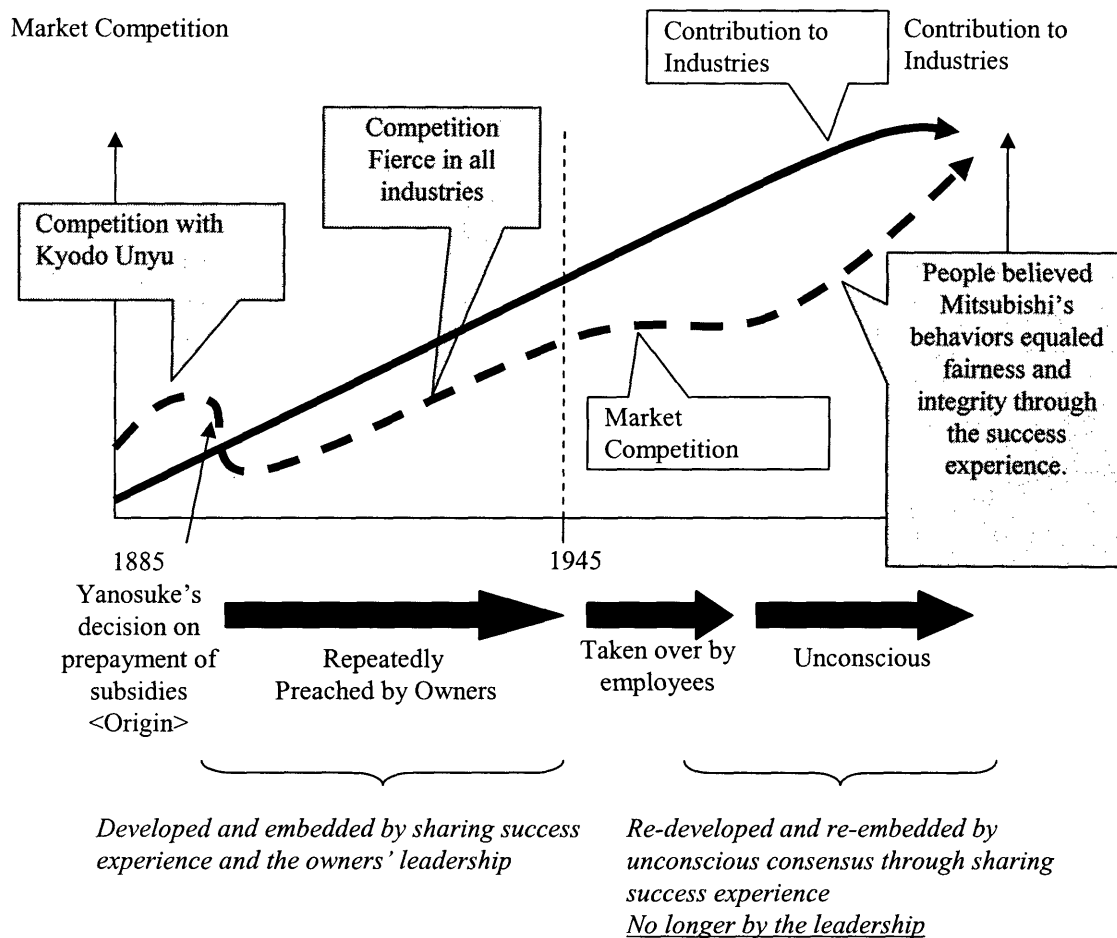 Market Competition
Contribution to
Industries
Contribution to
Industries
Competition
Fierce in all
industries
Competition with
Kyodo Unyu
People believed
Mitsubishi's
behaviors equaled
fairness and
integrity through
the success
experience.
Market
Competition
1885
1945
Yanosuke's
decision on
prepayment of
subsidies
<Origin>
Repeatedly
Preached by Owners
Taken over by
employees
Unconscious
Developed and embedded by sharing success
experience and the owners' leadership
Re-developed and re-embedded by
unconscious consensus through sharing
success experience
No longer by the leadership